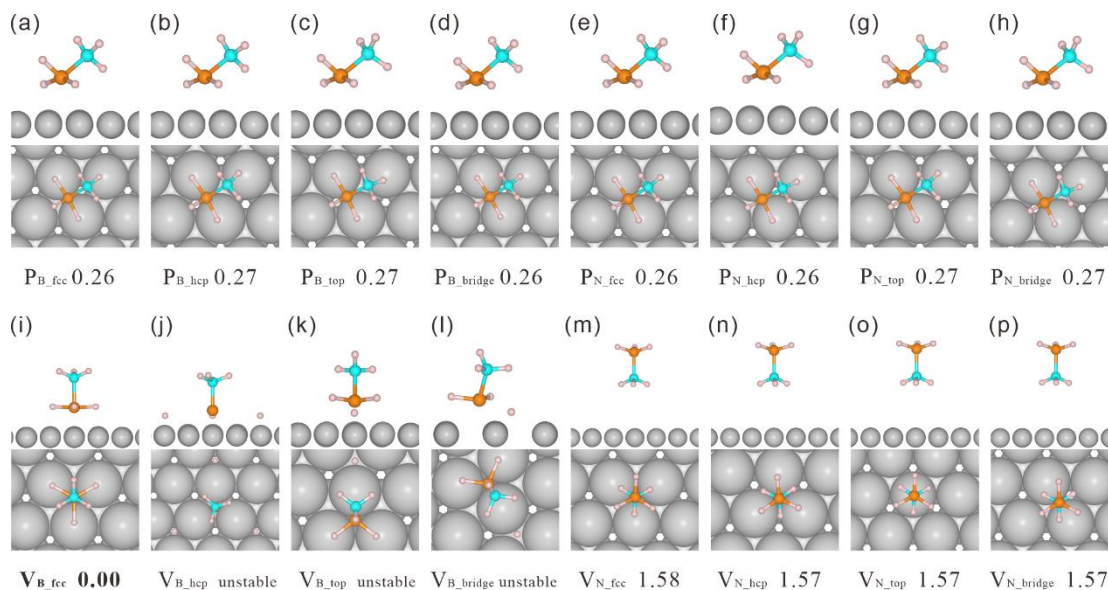 (a) (b) (c) (d) (e) (f) (g) (h)
P_B_fcc 0.26 P_B_hcp 0.27 P_B_top 0.27 P_B_bridge 0.26 P_N_fcc 0.26 P_N_hcp 0.26 P_N_top 0.27 P_N_bridge 0.27
(i) (j) (k) (l) (m) (n) (o) (p)
V_B_fcc 0.00 V_B_hcp unstable V_B_top unstable V_B_bridge unstable V_N_fcc 1.58 V_N_hcp 1.57 V_N_top 1.57 V_N_bridge 1.57